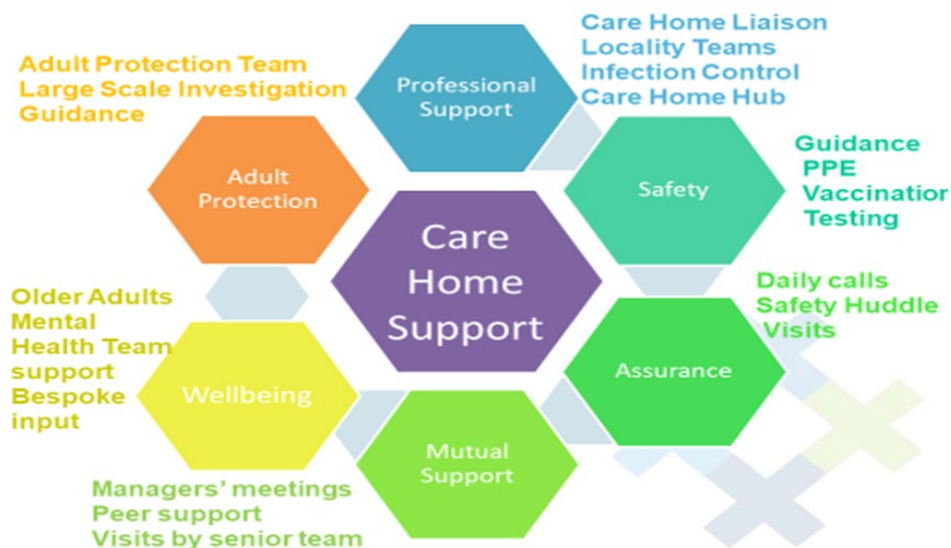 Care
Home
Support
Professional
Support
Care Home Liaison
Locality Teams
Infection Control
Care Home Hub
Safety
Guidance
PPE
Vaccination
Testing
Assurance
Daily calls
Safety Huddle
Visits
Mutual
Support
Managers’ meetings
Peer support
Visits by senior team
Wellbeing
Older Adults
Mental
Health Team
support
Bespoke
input
Adult
Protection
Adult Protection Team
Large Scale Investigation
Guidance